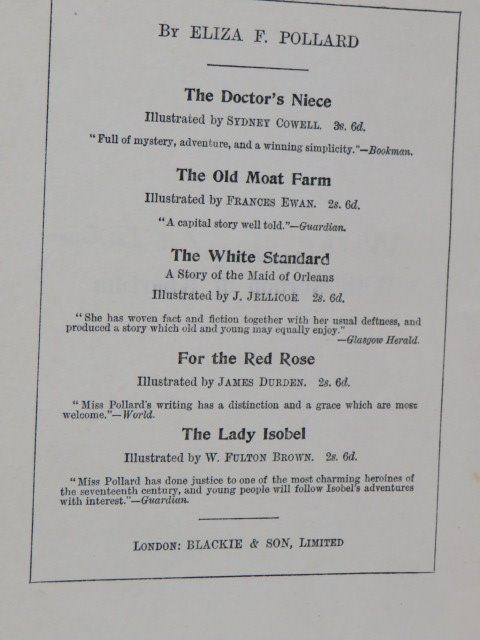 By ELIZA F. POLLARD
The Doctor's Niece
Illustrated by SYDNEY COWELL. 3s. 6d.
"Full of mystery, adventure, and a winning simplicity."—Bookman.
The Old Moat Farm
Illustrated by FRANCES EWAN. 2s. 6d.
"A capital story well told."—Guardian.
The White Standard
A Story of the Maid of Orleans
Illustrated by J. JELLICOE. 2s. 6d.
"She has woven fact and fiction together with her usual deftness, and
produced a story which old and young may equally enjoy."
—Glasgow Herald.
For the Red Rose
Illustrated by JAMES DURDEN. 2s. 6d.
"Miss Pollard's writing has a distinction and a grace which are most
welcome."—World.
The Lady Isobel
Illustrated by W. FULTON BROWN. 2s. 6d.
"Miss Pollard has done justice to one of the most charming heroines of
the seventeenth century, and young people will follow Isobel's adventures
with interest."—Guardian.
LONDON: BLACKIE & SON, LIMITED